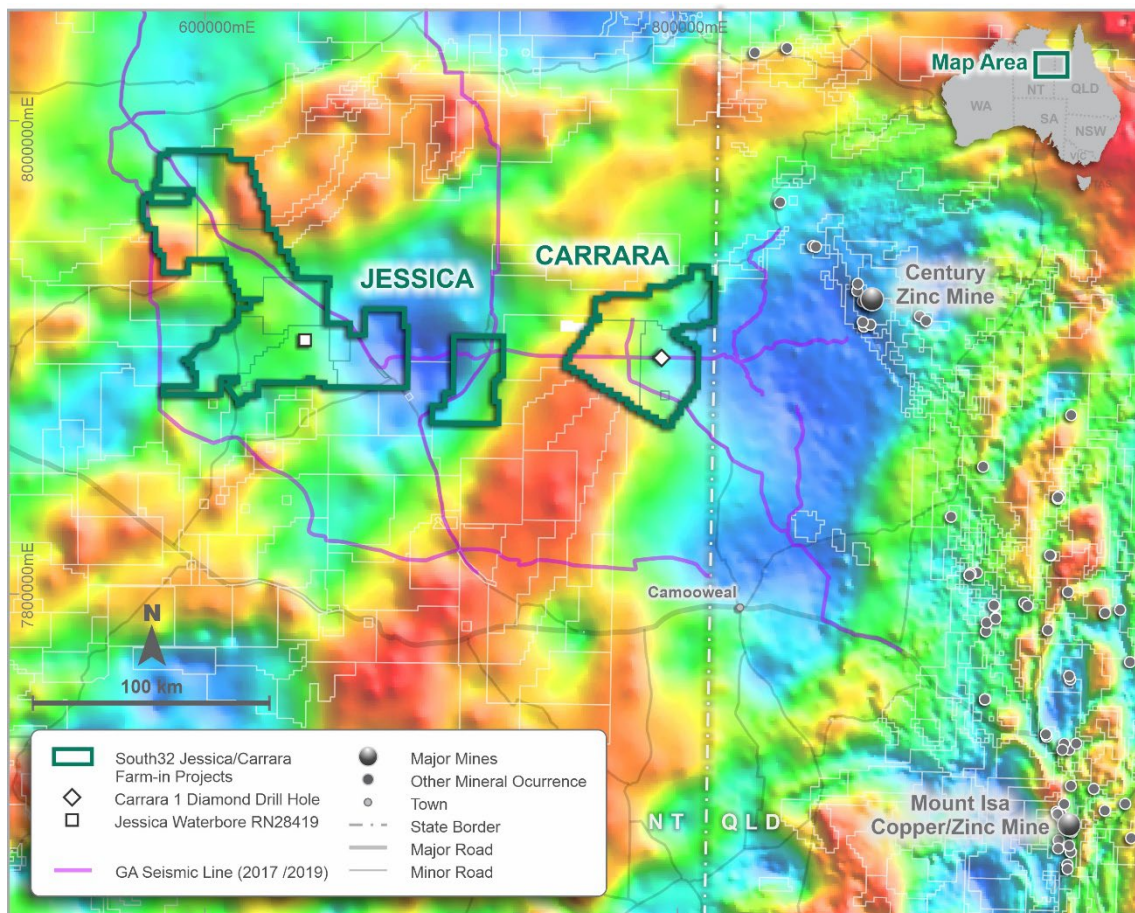 600000mE
800000mE
8000000mE
7800000mE
Map Area
WA
NT
QLD
SA
NSW
VIC
TAS
JESSICA
CARRARA
Century
Zinc Mine
Camooweal
N
100 km
NT
QLD
Mount Isa
Copper/Zinc Mine
South32 Jessica/Carrara
Farm-in Projects
Carrara 1 Diamond Drill Hole
Jessica Waterbore RN28419
GA Seismic Line (2017 /2019)
Major Mines
Other Mineral Ocurrence
Town
State Border
Major Road
Minor Road